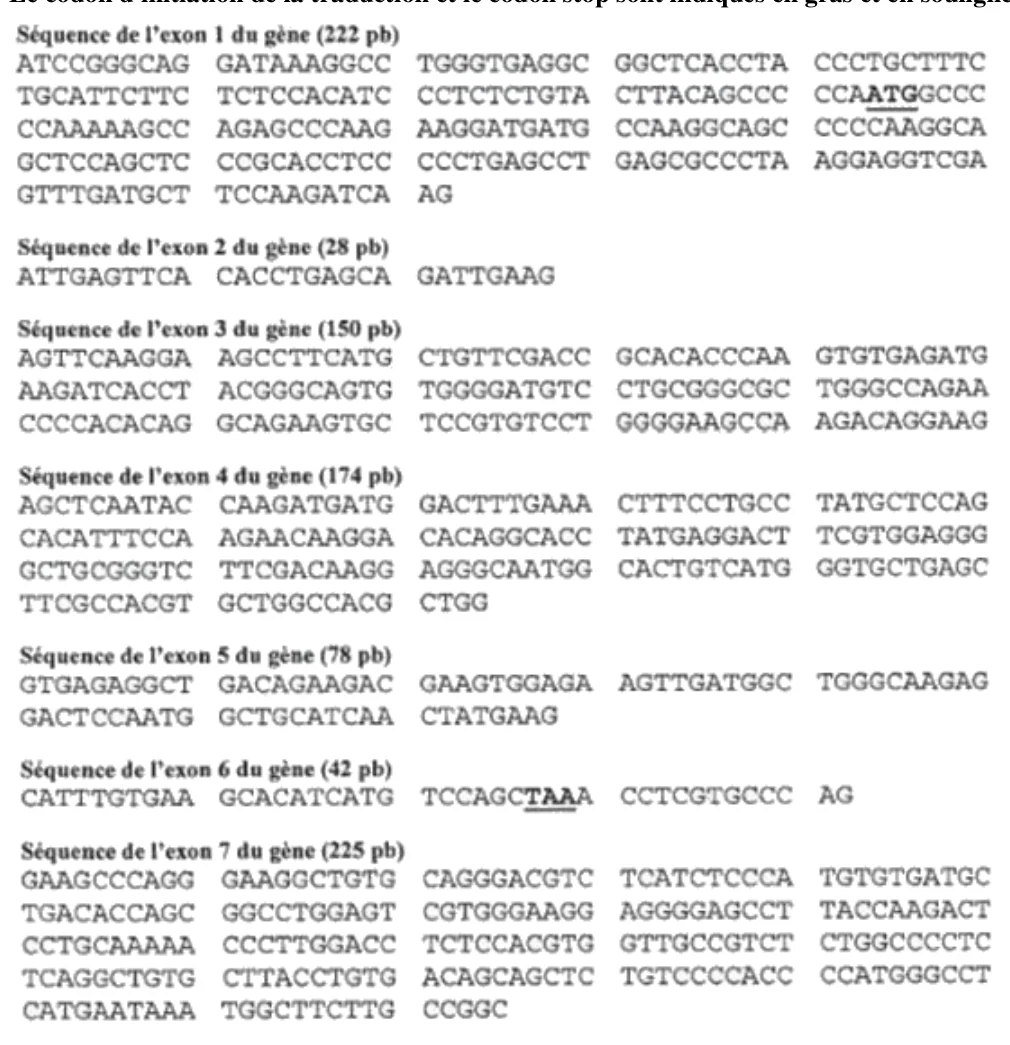 Le codon d'initiation de la traduction et le codon stop sont indiqués en gras et en souligné
Séquence de l'exon 1 du gène (222 pb)
ATCCGGGCAG GATAAAGGCC TGGGTGAGGC GGCTCACCTA CCCTGCTTTC
TGCATTCTTC TCTCCACATC CCTCTCTGTA CTTACAGCCC CCAATGGCCC
CCAAAAAGCC AGAGCCCAAG AAGGATGATG CCAAGGCAGC CCCCAAGGCA
GCTCCAGCTC CCGCACCTCC CCCTGAGCCT GAGCGCCCTA AGGAGGTCGA
GTTTGATGCT TCCAAGATCA AG
Séquence de l'exon 2 du gène (28 pb)
ATTGAGTTCA CACCTGAGCA GATTGAAG
Séquence de l'exon 3 du gène (150 pb)
AGTTCAAGGA AGCCTTCATG CTGTTCGACC GCACACCCAA GTGTGAGATG
AAGATCACCT ACGGGCAGTG TGGGGATGTC CTGCGGGCGC TGGGCCAGAA
CCCCACACAG GCAGAAGTGC TCCGTGTCCT GGGGAAGCCA AGACAGGAAG
Séquence de l'exon 4 du gène (174 pb)
AGCTCAATAC CAAGATGATG GACTTTGAAA CTTTCCTGCC TATGCTCCAG
CACATTTCCA AGAACAAGGA CACAGGCACC TATGAGGACT TCGTGGAGGG
GCTGCGGGTC TTCGACAAGG AGGGCAATGG CACTGTCATG GGTGCTGAGC
TTCGCCACGT GCTGGCCACG CTGG
Séquence de l'exon 5 du gène (78 pb)
GTGAGAGGCT GACAGAAGAC GAAGTGGAGA AGTTGATGGC TGGGCAAGAG
GACTCCAATG GCTGCATCAA CTATGAAG
Séquence de l'exon 6 du gène (42 pb)
CATTTGTGAA GCACATCATG TCCAGCTAAA CCTCGTGCCC AG
Séquence de l'exon 7 du gène (225 pb)
GAAGCCCAGG GAAGGCTGTG CAGGGACGTC TCATCTCCCA TGTGTGATGC
TGACACCAGC GGCCTGGAGT CGTGGGAAGG AGGGGAGCCT TACCAAGACT
CCTGCAAAAA CCCTTGGACC TCTCCACGTG GTTGCCGTCT CTGGCCCCTC
TCAGGCTGTG CTTACCTGTG ACAGCAGCTC TGTCCCCACC CCATGGGCCT
CATGAATAAA TGGCTTCTTG CCGGC